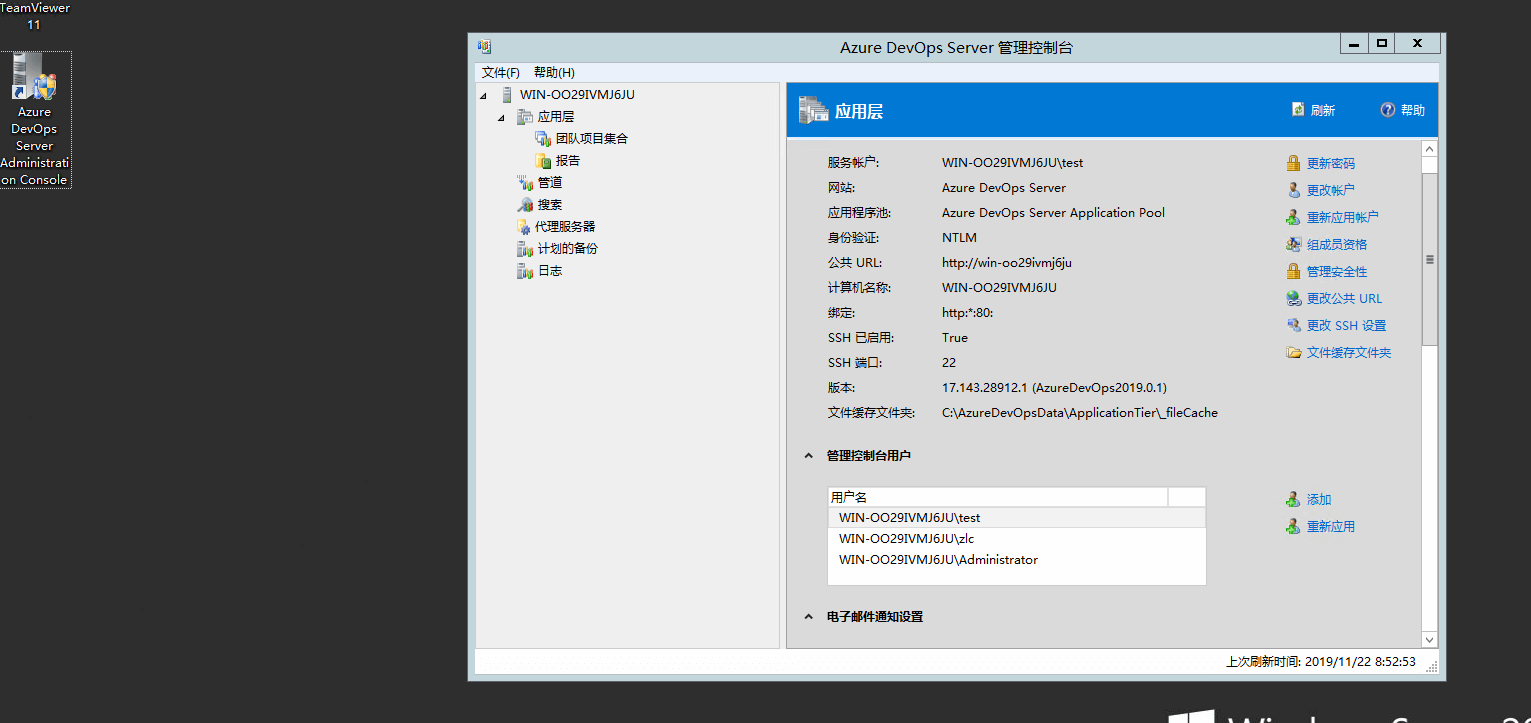 TeamViewer
11
Azure
DevOps
Server
Administrati
on Console
Azure DevOps Server 管理控制台
文件(F) 帮助(H)
WIN-OO29IVMJ6JU
应用层
团队项目集合
报告
管道
搜索
代理服务器
计划的备份
日志
应用层
刷新
帮助
服务帐户: WIN-OO29IVMJ6JU\test
网站: Azure DevOps Server
应用程序池: Azure DevOps Server Application Pool
身份验证: NTLM
公共 URL: http://win-oo29ivmj6ju
计算机名称: WIN-OO29IVMJ6JU
绑定: http:*:80:
SSH 已启用: True
SSH 端口: 22
版本: 17.143.28912.1 (AzureDevOps2019.0.1)
文件缓存文件夹: C:\AzureDevOpsData\ApplicationTier\_fileCache
更新密码
更改帐户
重新应用帐户
组成员资格
管理安全性
更改公共 URL
更改 SSH 设置
文件缓存文件夹
管理控制台用户
用户名
WIN-OO29IVMJ6JU\test
WIN-OO29IVMJ6JU\zlc
WIN-OO29IVMJ6JU\Administrator
添加
重新应用
电子邮件通知设置
上次刷新时间: 2019/11/22 8:52:53